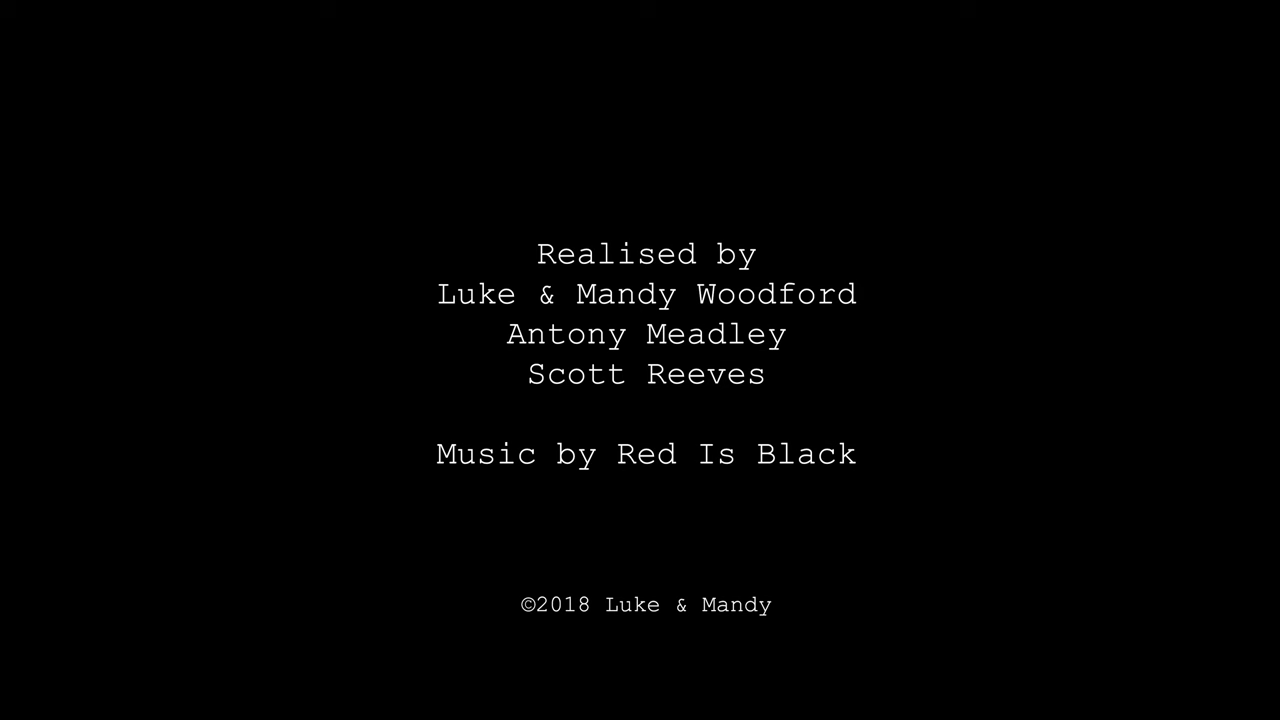 Realised by
Luke & Mandy Woodford
Antony Meadley
Scott Reeves
Music by Red Is Black
©2018 Luke & Mandy